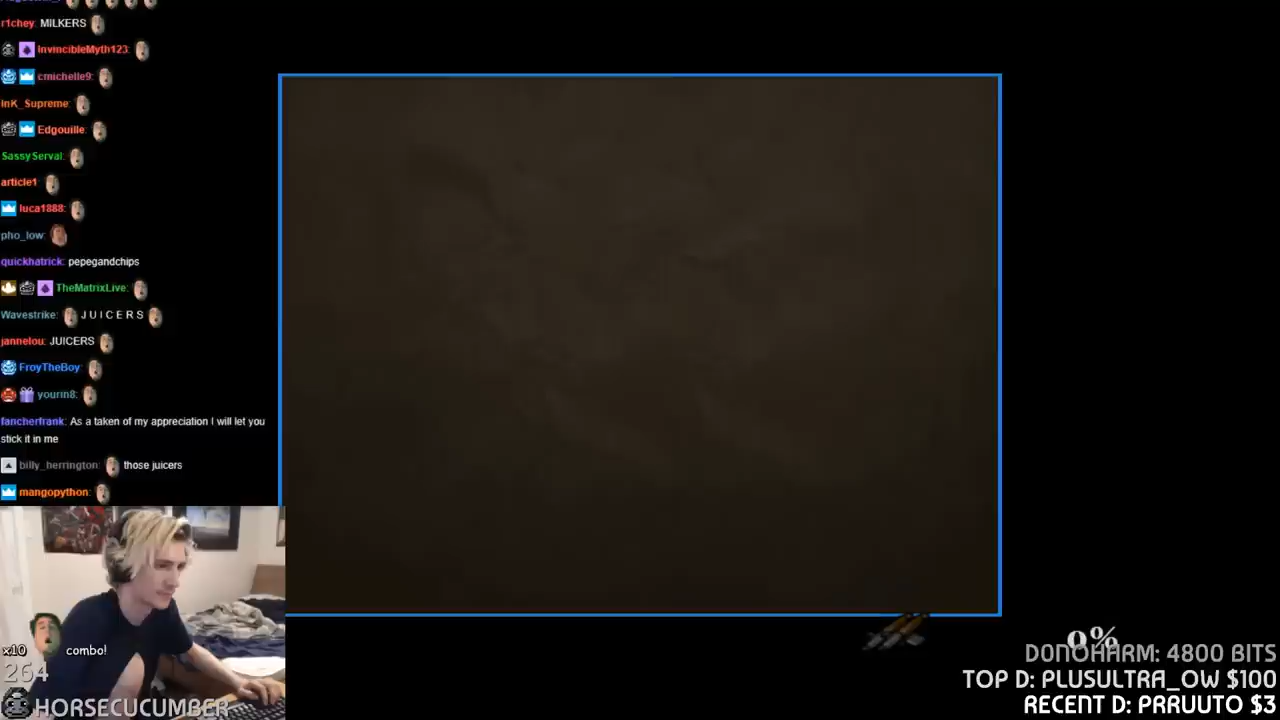 r1chey: MILKERS
InvincibleMyth123:
cmichelle9:
InK_Supreme:
Edgouille:
SassyServal:
article1:
luca1888:
pho_low:
quickhatrick: pepegandchips
TheMatrixLive:
Wavestrike: J U I C E R S
jannelou: JUICERS
FroyTheBoy:
yourin8:
fancherfrank: As a taken of my appreciation I will let you
stick it in me
billy_herrington: those juicers
mangopython:
x10 combo!
264
HORSECUCUMBER
0%
DONOHARM: 4800 BITS
TOP D: PLUSULTRA_OW $100
RECENT D: PRRUUTO $3